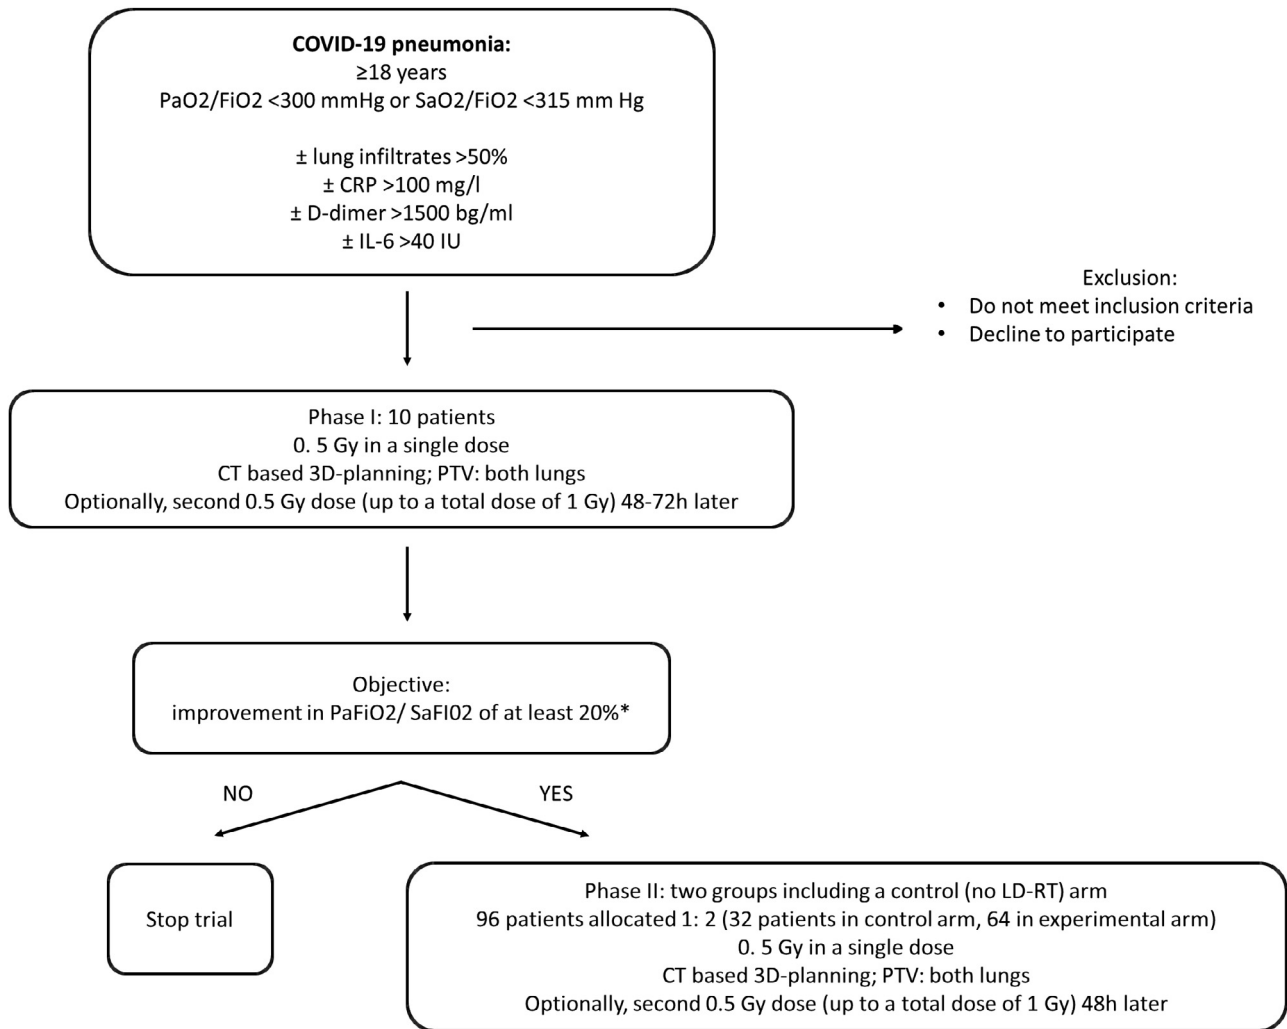 COVID-19 pneumonia:
≥18 years
PaO2/FiO2 <300 mmHg or SaO2/FiO2 <315 mm Hg
± lung infiltrates >50%
± CRP >100 mg/l
± D-dimer >1500 bg/ml
± IL-6 >40 IU
Exclusion:
• Do not meet inclusion criteria
• Decline to participate
Phase I: 10 patients
0. 5 Gy in a single dose
CT based 3D-planning; PTV: both lungs
Optionally, second 0.5 Gy dose (up to a total dose of 1 Gy) 48-72h later
Objective:
improvement in PaFiO2/ SaFI02 of at least 20%*
NO
YES
Stop trial
Phase II: two groups including a control (no LD-RT) arm
96 patients allocated 1: 2 (32 patients in control arm, 64 in experimental arm)
0. 5 Gy in a single dose
CT based 3D-planning; PTV: both lungs
Optionally, second 0.5 Gy dose (up to a total dose of 1 Gy) 48h later